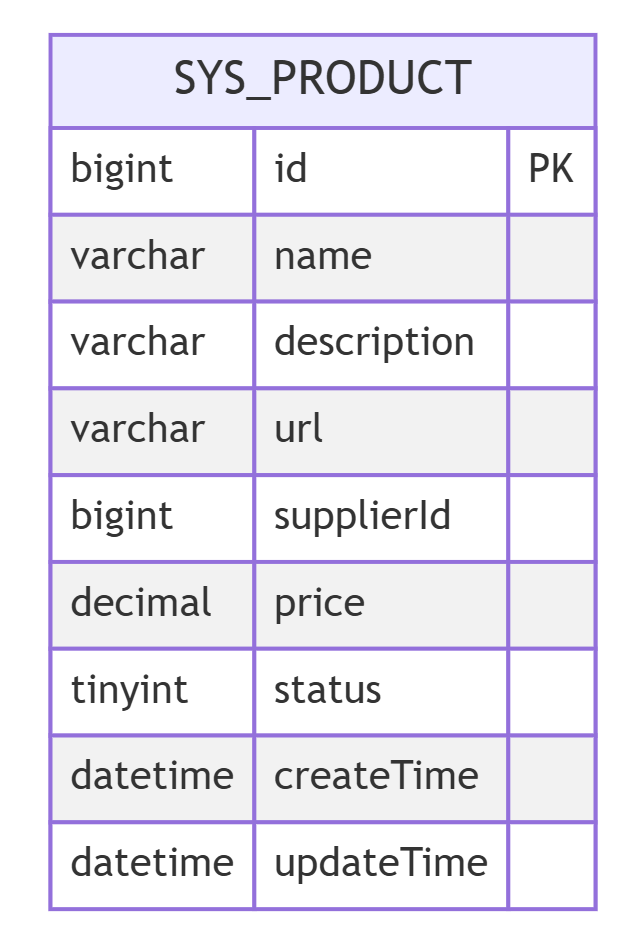 SYS_PRODUCT
bigint id PK
varchar name
varchar description
varchar url
bigint supplierId
decimal price
tinyint status
datetime createTime
datetime updateTime